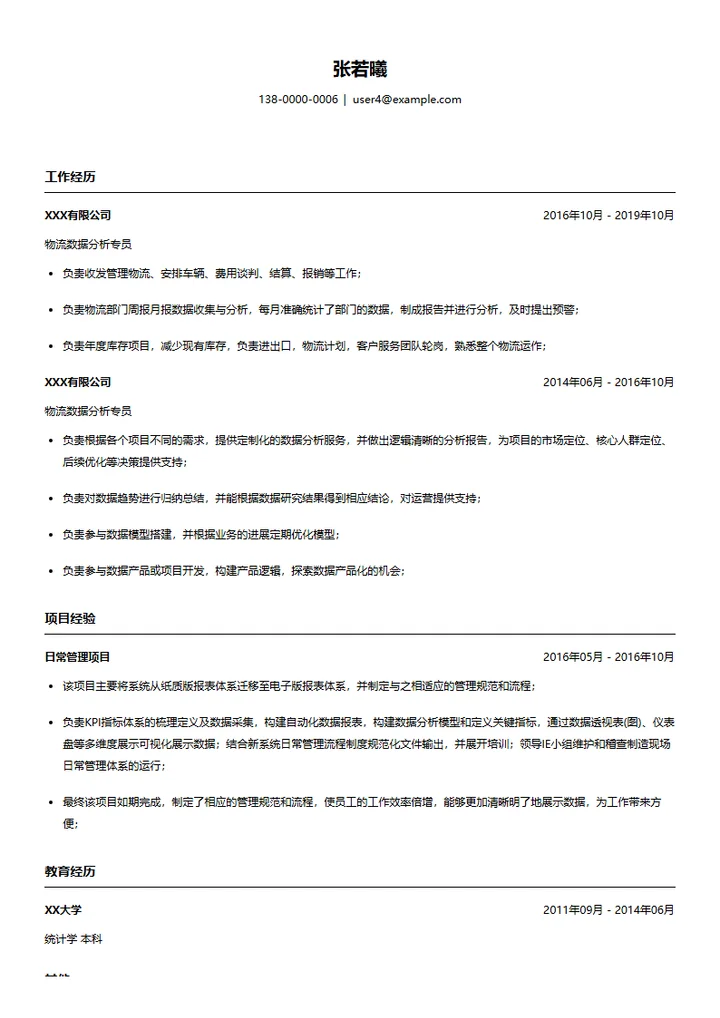 张若曦
138-0000-0006 | user4@example.com
工作经历
XXX有限公司 2016年10月 - 2019年10月
物流数据分析专员
• 负责收发管理物流、安排车辆、费用谈判、结算、报销等工作；
• 负责物流部门周报月报数据收集与分析，每月准确统计了部门的数据，制成报告并进行分析，及时提出预警；
• 负责年度库存项目，减少现有库存，负责进出口，物流计划，客户服务团队轮岗，熟悉整个物流运作；
XXX有限公司 2014年06月 - 2016年10月
物流数据分析专员
• 负责根据各个项目不同的需求，提供定制化的数据分析服务，并做出逻辑清晰的分析报告，为项目的市场定位、核心人群定位、
后续优化等决策提供支持；
• 负责对数据趋势进行归纳总结，并能根据数据研究结果得到相应结论，对运营提供支持；
• 负责参与数据模型搭建，并根据业务的进展定期优化模型；
• 负责参与数据产品或项目开发，构建产品逻辑，探索数据产品化的机会；
项目经验
日常管理项目 2016年05月 - 2016年10月
• 该项目主要将系统从纸质版报表体系迁移至电子版报表体系，并制定与之相适应的管理规范和流程；
• 负责KPI指标体系的梳理定义及数据采集，构建自动化数据报表，构建数据分析模型和定义关键指标，通过数据透视表(图)、仪表
盘等多维度展示可视化展示数据；结合新系统日常管理流程制度规范化文件输出，并展开培训；领导IE小组维护和稽查制造现场
日常管理体系的运行；
• 最终该项目如期完成，制定了相应的管理规范和流程，使员工的工作效率倍增，能够更加清晰明了地展示数据，为工作带来方
便；
教育经历
XX大学 2011年09月 - 2014年06月
统计学 本科